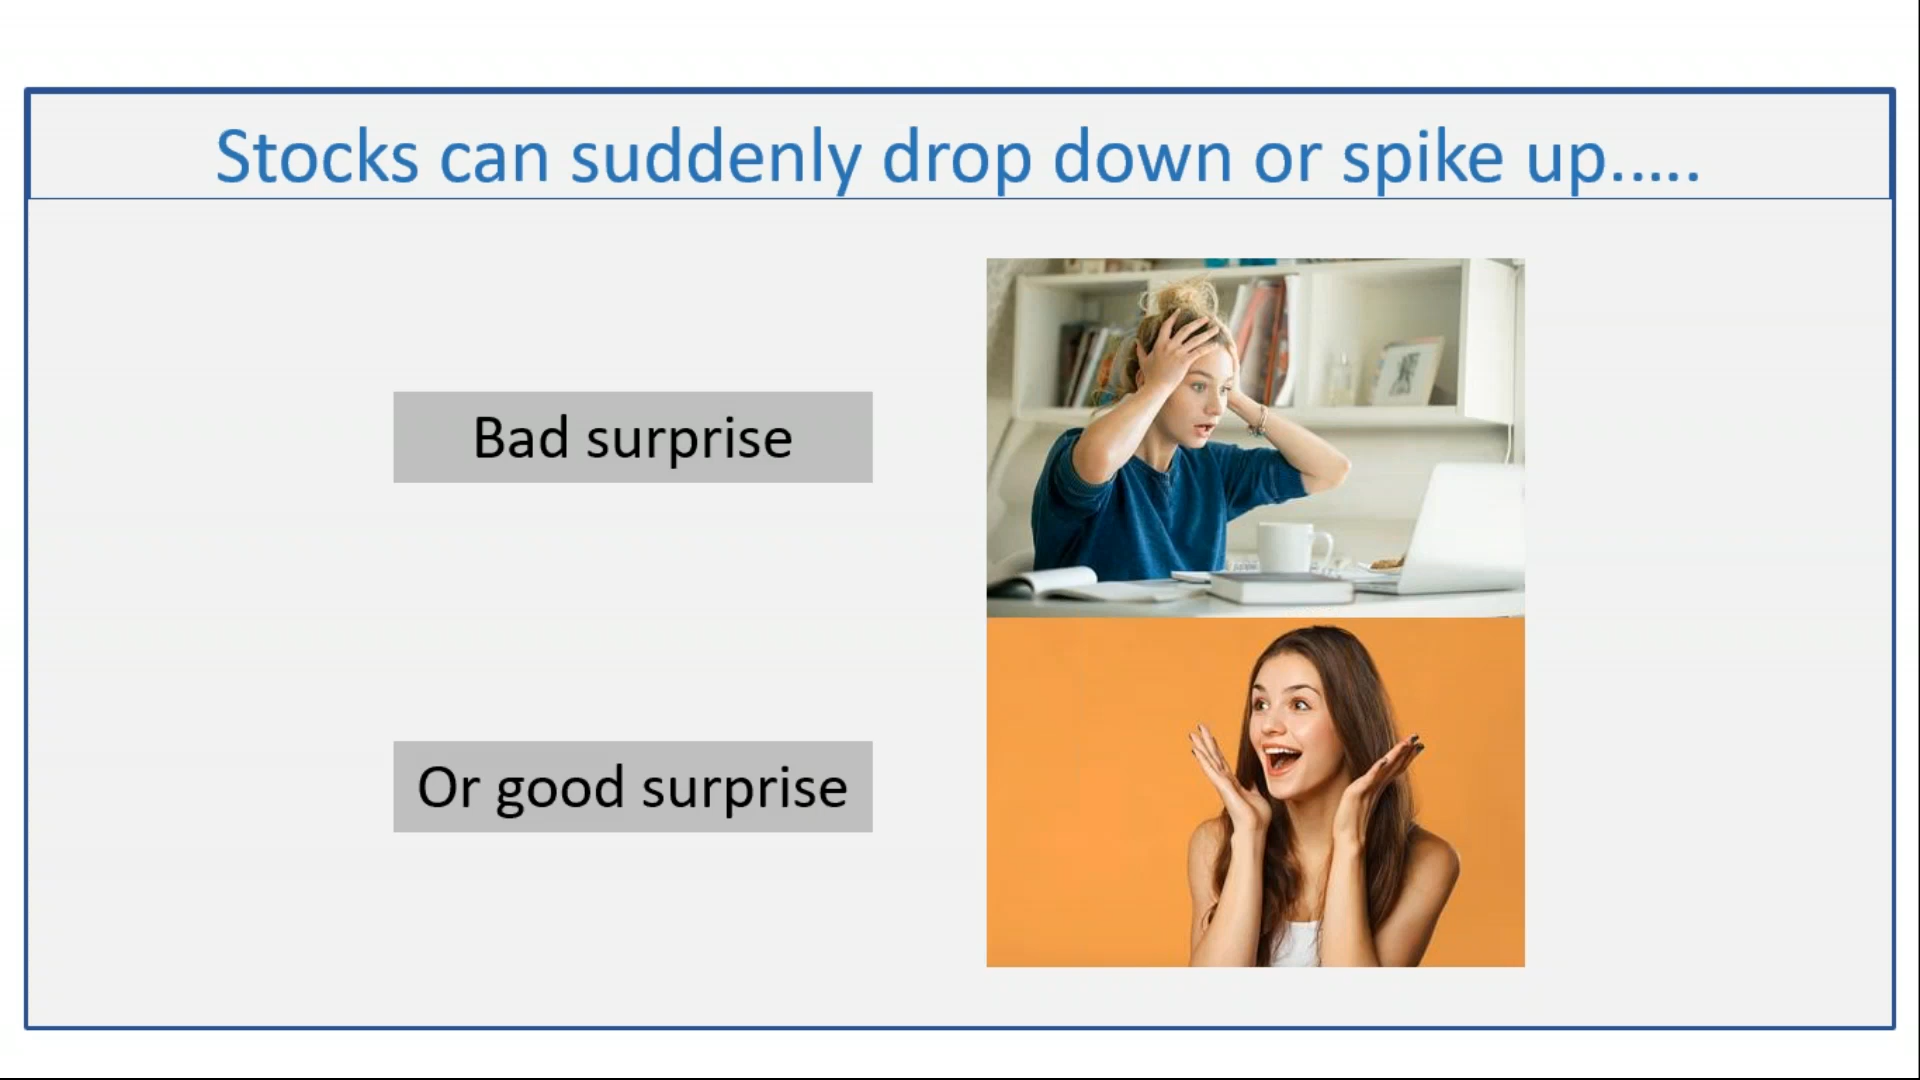 Stocks can suddenly drop down or spike up.....
Bad surprise
Or good surprise